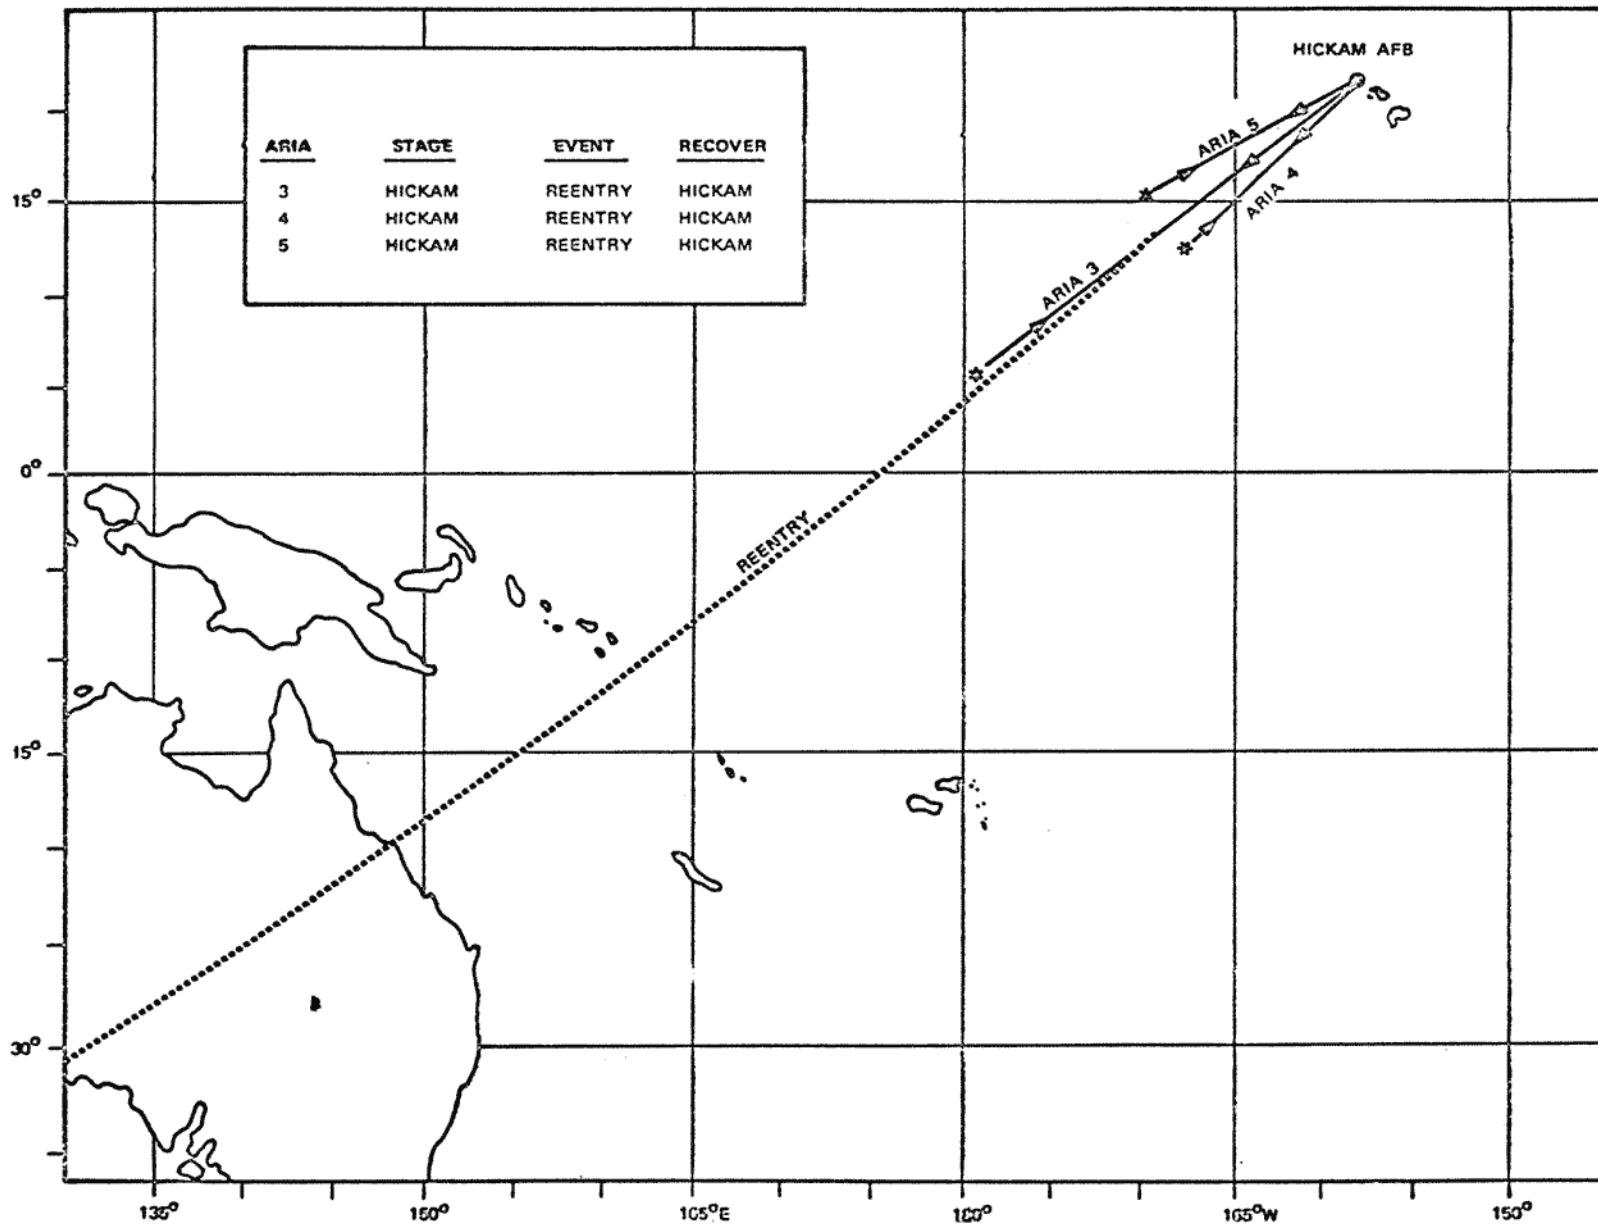 HICKAM AFB
ARIA STAGE EVENT RECOVER
3 HICKAM REENTRY HICKAM
4 HICKAM REENTRY HICKAM
5 HICKAM REENTRY HICKAM
ARIA 5
ARIA 4
ARIA 3
REENTRY
15°
0°
15°
30°
135° 150° 165°E 180° 165°W 150°